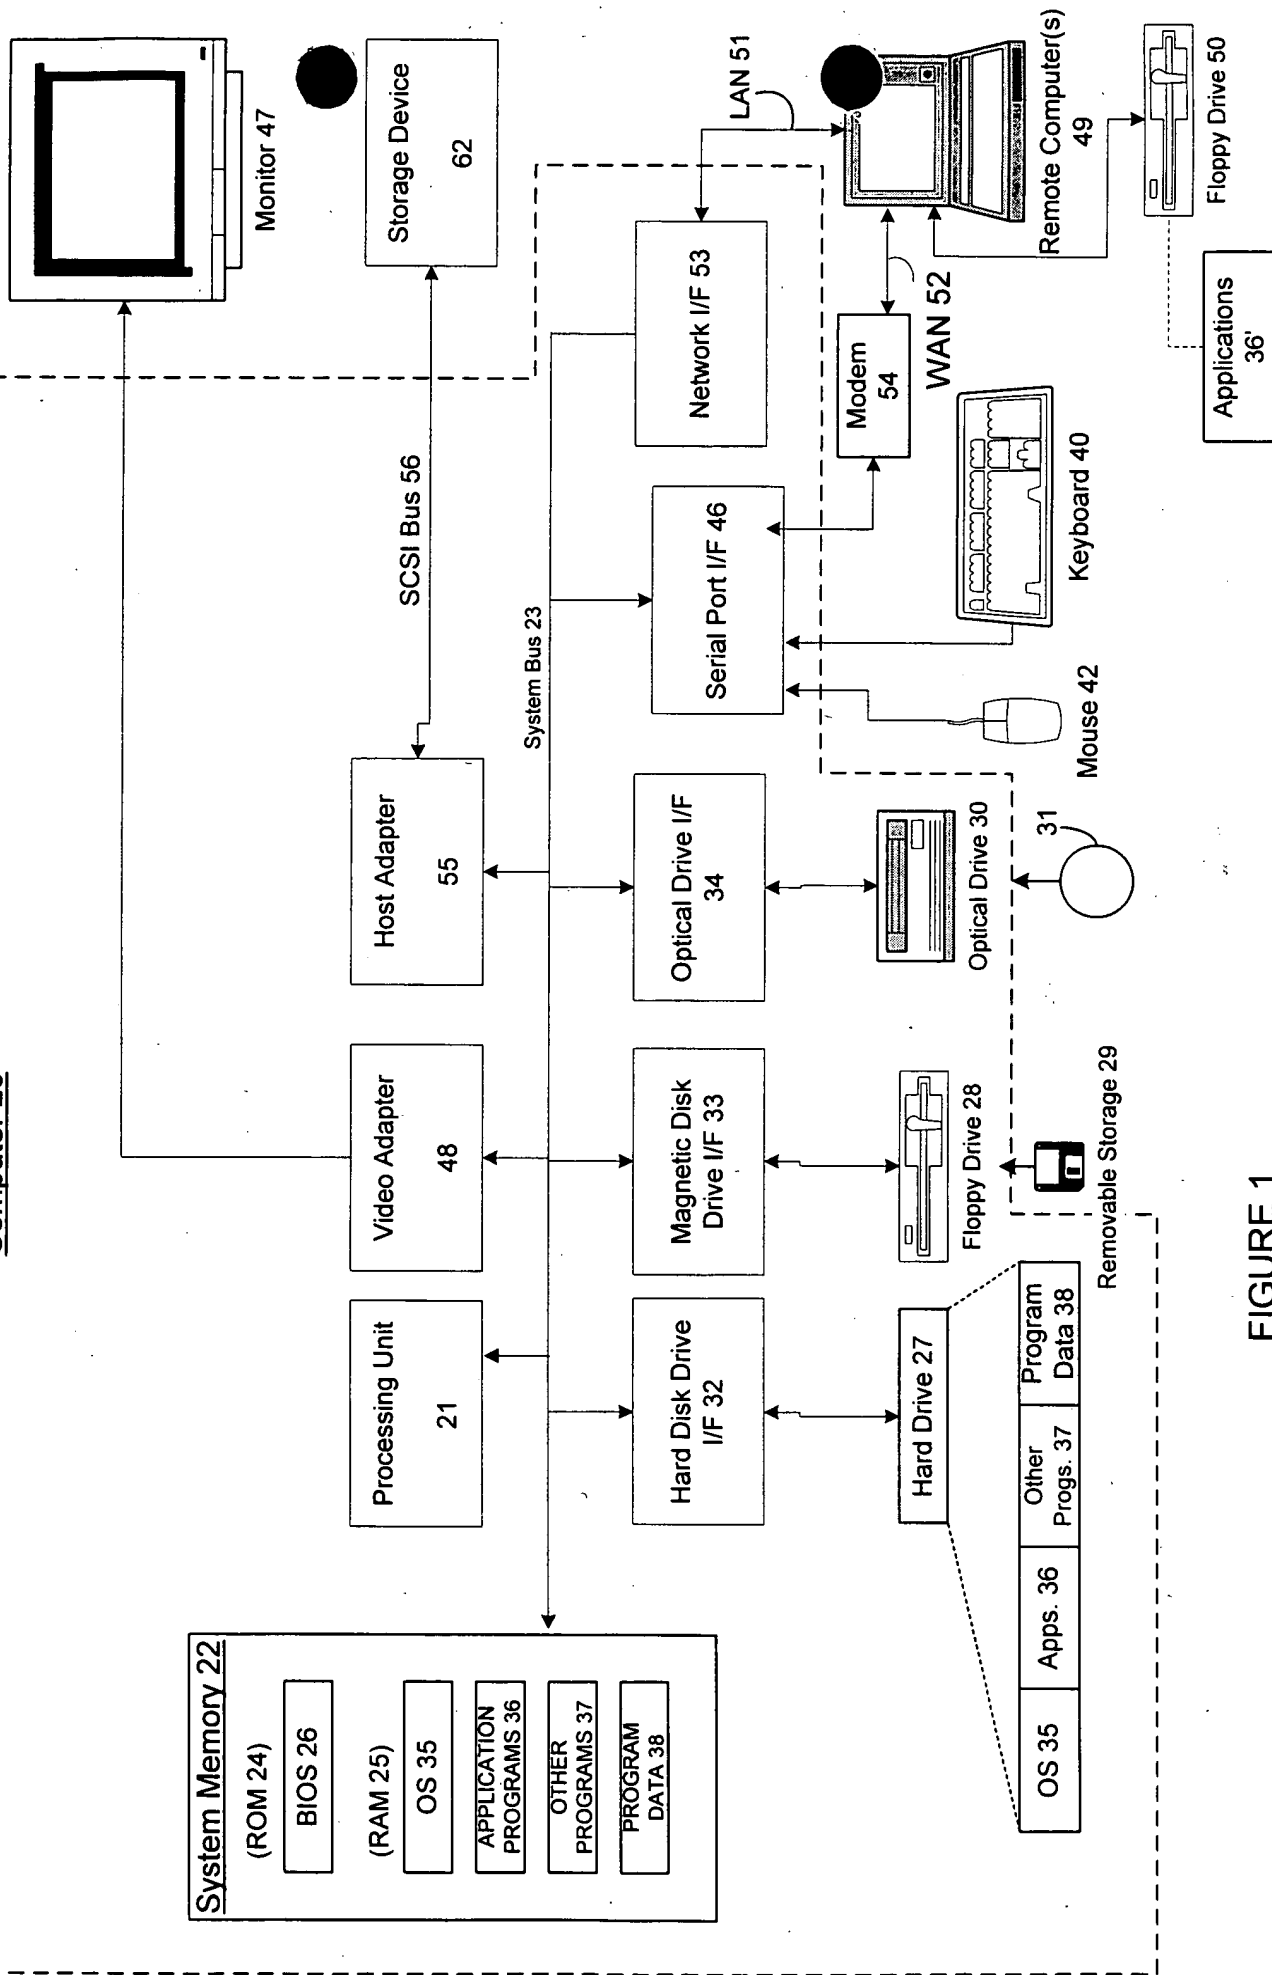 System Memory 22
(ROM 24)
BIOS 26
(RAM 25)
OS 35
APPLICATION
PROGRAMS 36
OTHER
PROGRAMS 37
PROGRAM
DATA 38
Processing Unit
21
Video Adapter
48
Host Adapter
55
SCSI Bus 56
Monitor 47
Storage Device
62
System Bus 23
Hard Disk Drive
I/F 32
Magnetic Disk
Drive I/F 33
Optical Drive I/F
34
Serial Port I/F 46
Network I/F 53
LAN 51
Hard Drive 27
Floppy Drive 28
Optical Drive 30
Modem
54
WAN 52
Remote Computer(s)
49
OS 35
Apps. 36
Other
Progs. 37
Program
Data 38
Removable Storage 29
31
Mouse 42
Keyboard 40
Floppy Drive 50
Applications
36'
FIGURE 1